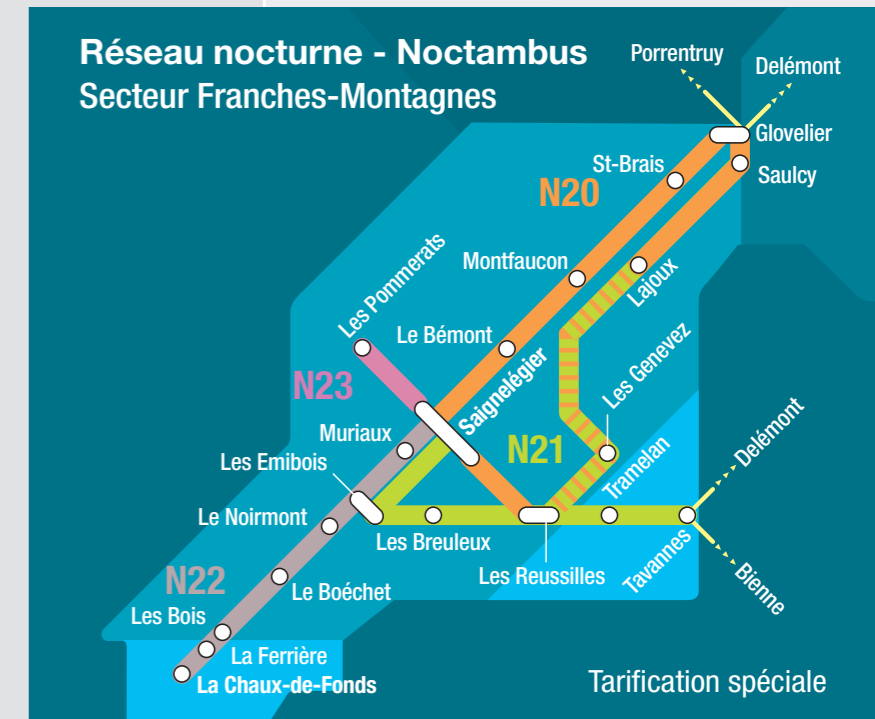 Réseau nocturne - Noctambus
Secteur Franches-Montagnes
Porrentruy
Delémont
Glovelier
Saulcy
St-Brais
N20
Montfaucon
Lajoux
Les Pommerats
Le Bémont
Saignelégier
Les Genevez
N23
Muriaux
N21
Les Emibois
Tramelan
Delémont
Le Noirmont
Les Breuleux
Les Reussilles
Tavannes
Bienne
N22
Le Boéchet
Les Bois
La Ferrière
La Chaux-de-Fonds
Tarification spéciale